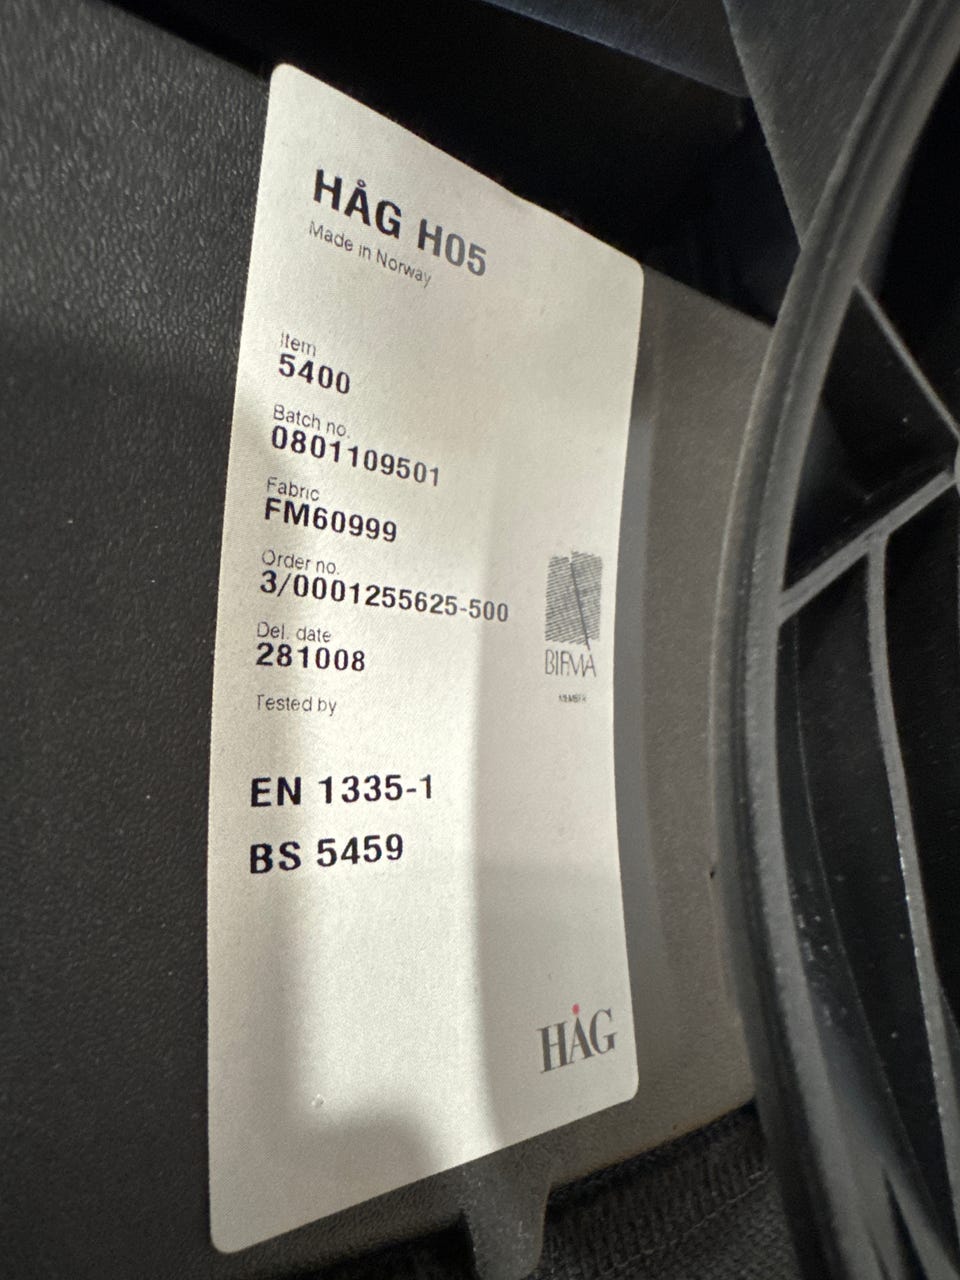 HÅG H05
Made in Norway
Item
5400
Batch no.
0801109501
Fabric
FM60999
Order no.
3/0001255625-500
Del. date
281008
Tested by
EN 1335-1
BS 5459
BIFMA
MEMBER
HÅG